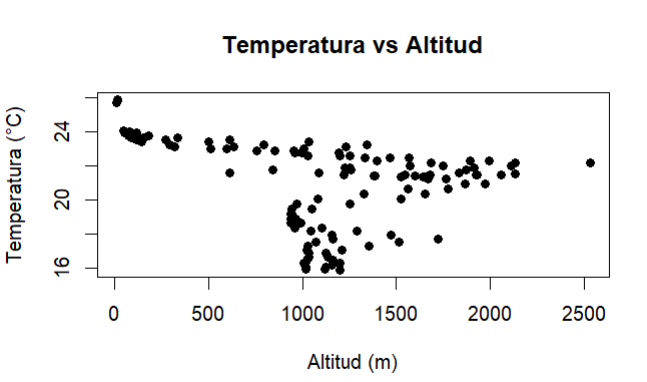 Temperatura vs Altitud
Temperatura (°C)
24
20
16
0 500 1000 1500 2000 2500
Altitud (m)